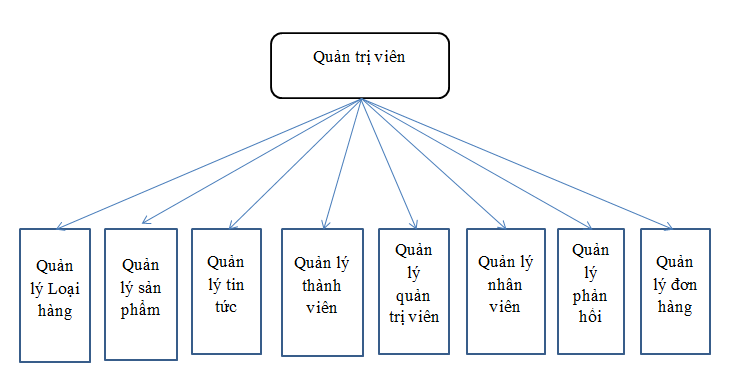 Quản trị viên
Quản
lý Loại
hàng
Quản
lý sản
phẩm
Quản
lý tin
tức
Quản lý
thành
viên
Quản
lý
quản
trị viên
Quản lý
nhân
viên
Quản
lý
phản
hồi
Quản
lý đơn
hàng